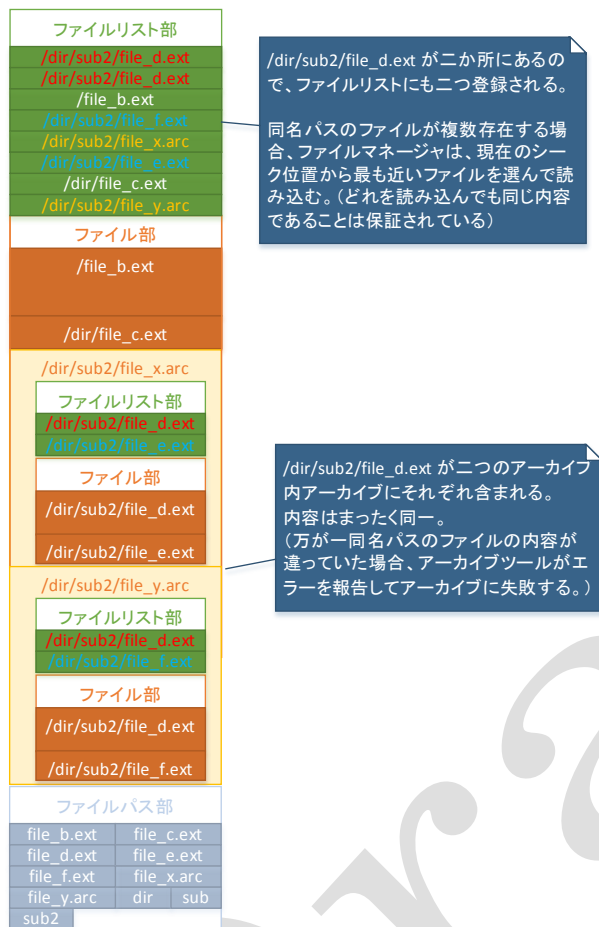 ファイルリスト部
/dir/sub2/file_d.ext
/dir/sub2/file_d.ext
/file_b.ext
/dir/sub2/file_f.ext
/dir/sub2/file_x.arc
/dir/sub2/file_e.ext
/file_c.ext
/dir/sub2/file_y.arc
/dir/sub2/file_d.ext が二か所にあるの
で、ファイルリストにも二つ登録される。
同名パスのファイルが複数存在する場
合、ファイルマネージャは、現在のシー
ク位置から最も近いファイルを選んで読
み込む。(どれを読み込んでも同じ内容
であることは保証されている)
ファイル部
/file_b.ext
/dir/file_c.ext
/dir/sub2/file_x.arc
ファイルリスト部
/dir/sub2/file_d.ext
/dir/sub2/file_e.ext
ファイル部
/dir/sub2/file_d.ext
/dir/sub2/file_e.ext
/dir/sub2/file_d.ext が二つのアーカイブ
内アーカイブにそれぞれ含まれる。
内容はまったく同一。
(万が一同名パスのファイルの内容が
違っていた場合、アーカイブツールがエ
ラーを報告してアーカイブに失敗する。)
/dir/sub2/file_y.arc
ファイルリスト部
/dir/sub2/file_d.ext
/dir/sub2/file_f.ext
ファイル部
/dir/sub2/file_d.ext
/dir/sub2/file_f.ext
ファイルパス部
file_b.ext file_c.ext
file_d.ext file_e.ext
file_f.ext file_x.arc
file_y.arc dir sub
sub2